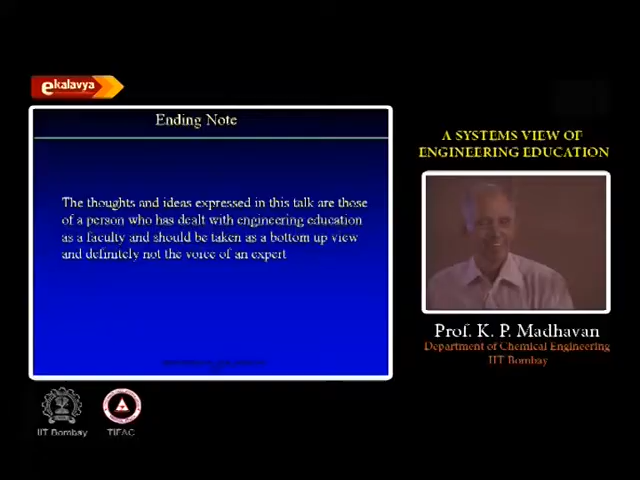 ekalavya
Ending Note
The thoughts and ideas expressed in this talk are those
of a person who has dealt with engineering education
as a faculty and should be taken as a bottom up view
and definitely not the voice of an expert
A SYSTEMS VIEW OF
ENGINEERING EDUCATION
Prof. K. P. Madhavan
Department of Chemical Engineering
IIT Bombay
IIT Bombay
TIFAC